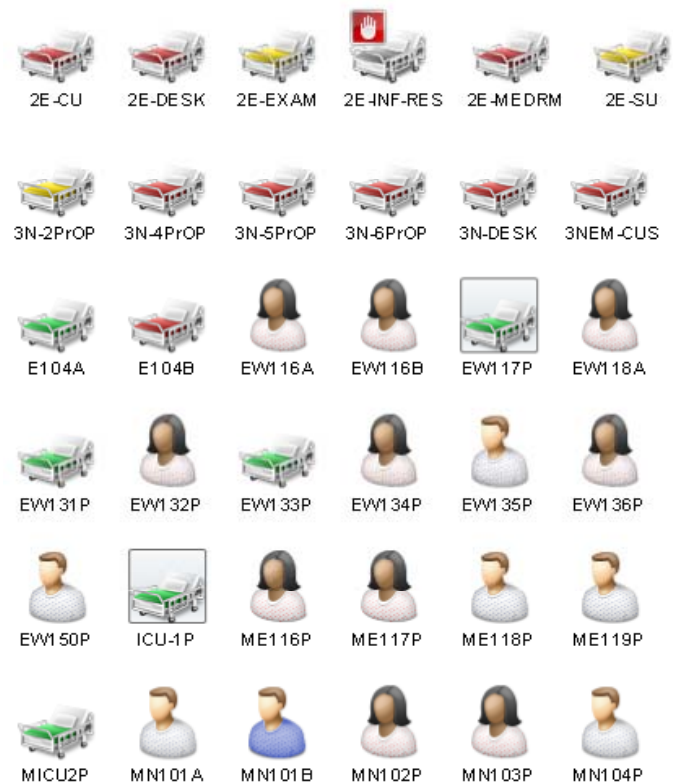 2E-CU 2E-DESK 2E-EXAM 2E-INF-RES 2E-MEDRM 2E-SU
3N-2PrOP 3N-4PrOP 3N-5PrOP 3N-6PrOP 3N-DESK 3NEM-CUS
E104A E104B EW116A EW116B EW117P EW118A
EW131P EW132P EW133P EW134P EW135P EW136P
EW150P ICU-1P ME116P ME117P ME118P ME119P
MICU2P MN101A MN101B MN102P MN103P MN104P